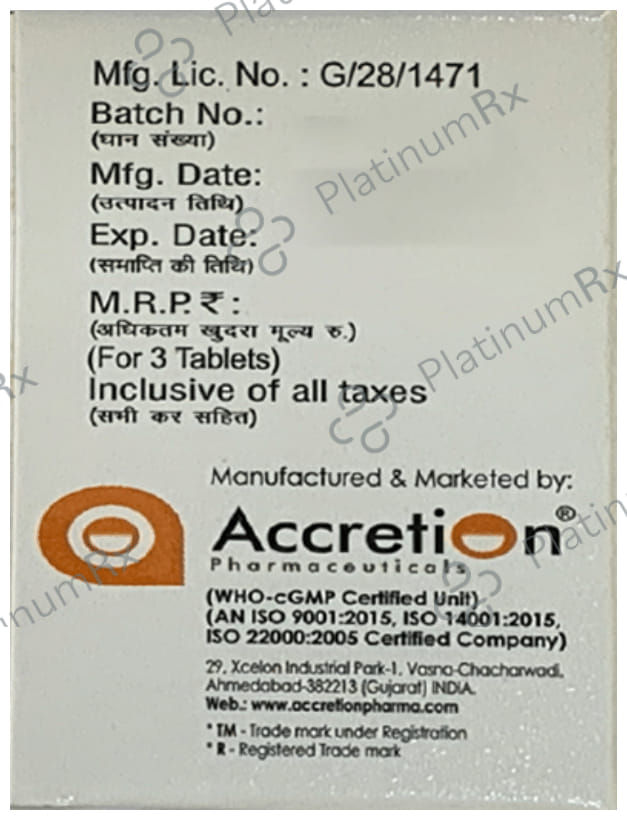 Mfg. Lic. No. : G/28/1471
Batch No.:
(घान संख्या)
Mfg. Date:
(उत्पादन तिथि)
Exp. Date:
(समाप्ति की तिथि)
M.R.P. ₹ :
(अधिकतम खुदरा मूल्य रु.)
(For 3 Tablets)
Inclusive of all taxes
(सभी कर सहित)
Manufactured & Marketed by:
Accretion®
Pharmaceuticals
(WHO-cGMP Certified Unit)
(AN ISO 9001:2015, ISO 14001:2015,
ISO 22000:2005 Certified Company)
29, Xcelon Industrial Park-1, Vasna-Chacharwadi,
Ahmedabad-382213 (Gujarat) INDIA.
Web.: www.accretionpharma.com
* TM - Trade mark under Registration
* R - Registered Trade mark
PlatinumRx
PlatinumRx